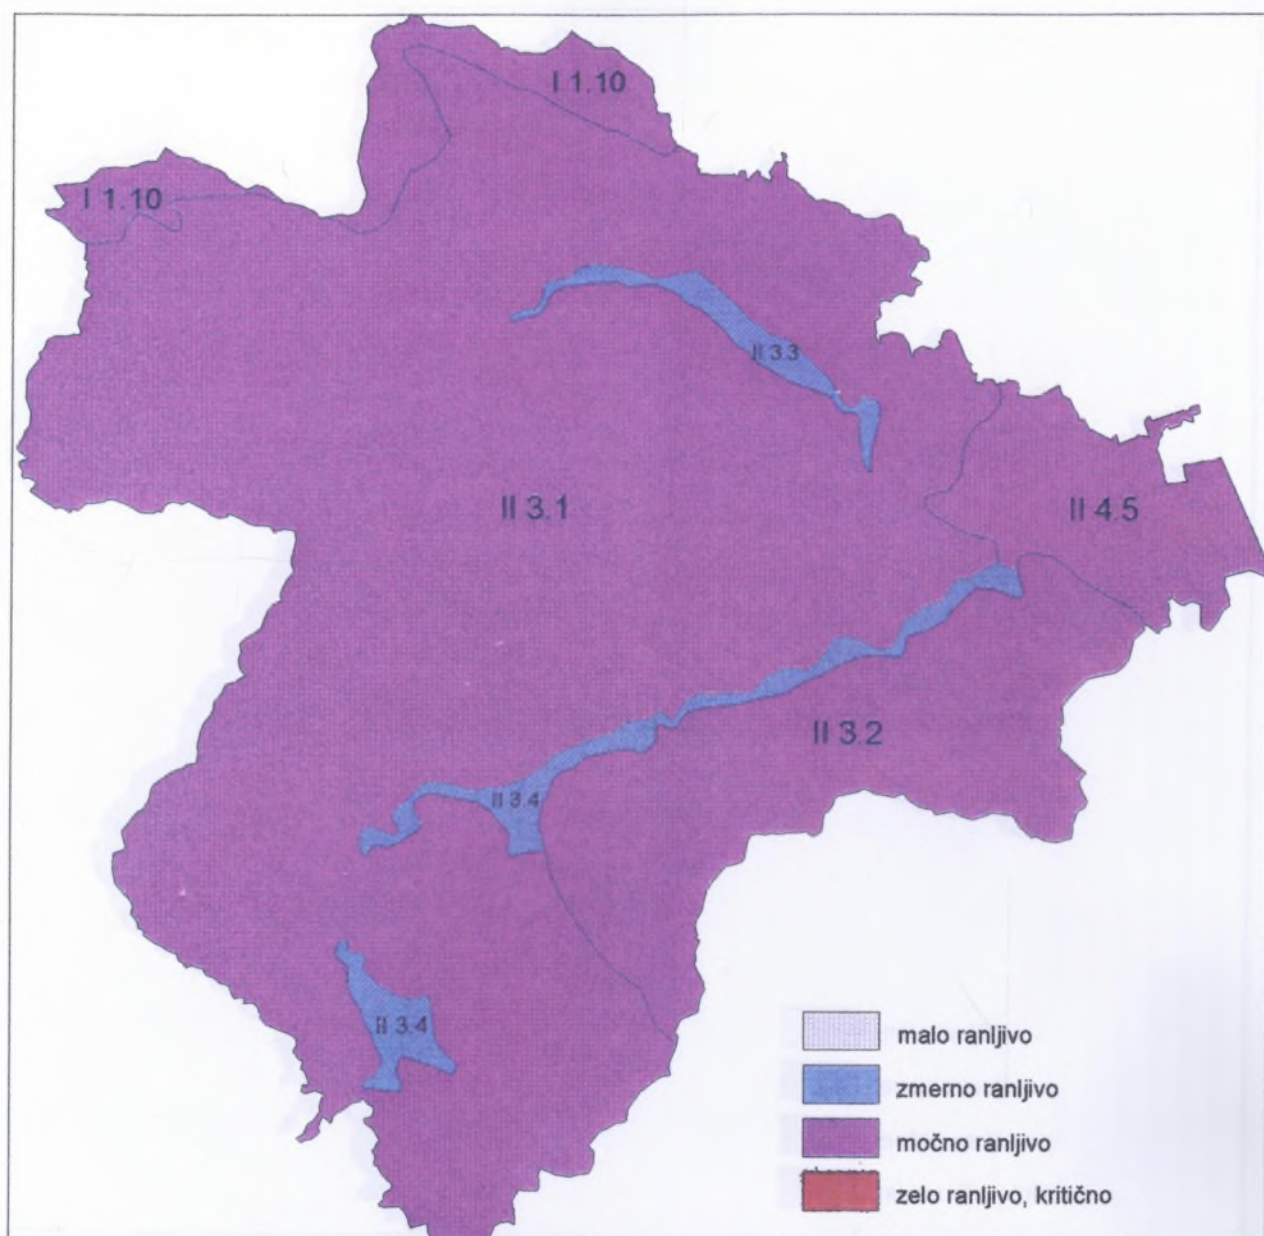 I 1.10
I 1.10
II 3.3
II 3.1
II 4.5
II 3.2
II 3.4
II 3.4
malo ranljivo
zmerno ranljivo
močno ranljivo
zelo ranljivo, kritično